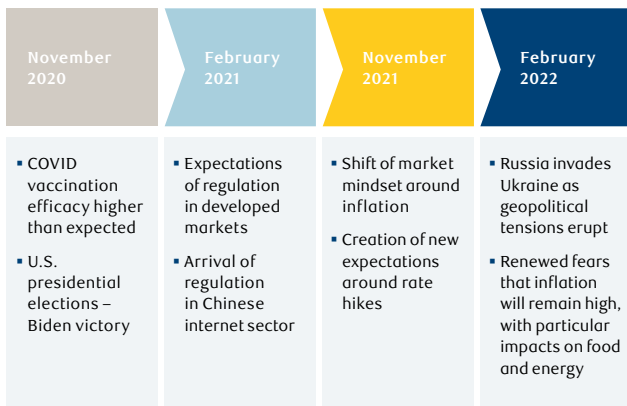 November
2020
February
2021
November
2021
February
2022
▪ COVID
vaccination
efficacy higher
than expected
▪ U.S.
presidential
elections –
Biden victory
▪ Expectations
of regulation
in developed
markets
▪ Arrival of
regulation
in Chinese
internet sector
▪ Shift of market
mindset around
inflation
▪ Creation of new
expectations
around rate
hikes
▪ Russia invades
Ukraine as
geopolitical
tensions erupt
▪ Renewed fears
that inflation
will remain high,
with particular
impacts on food
and energy